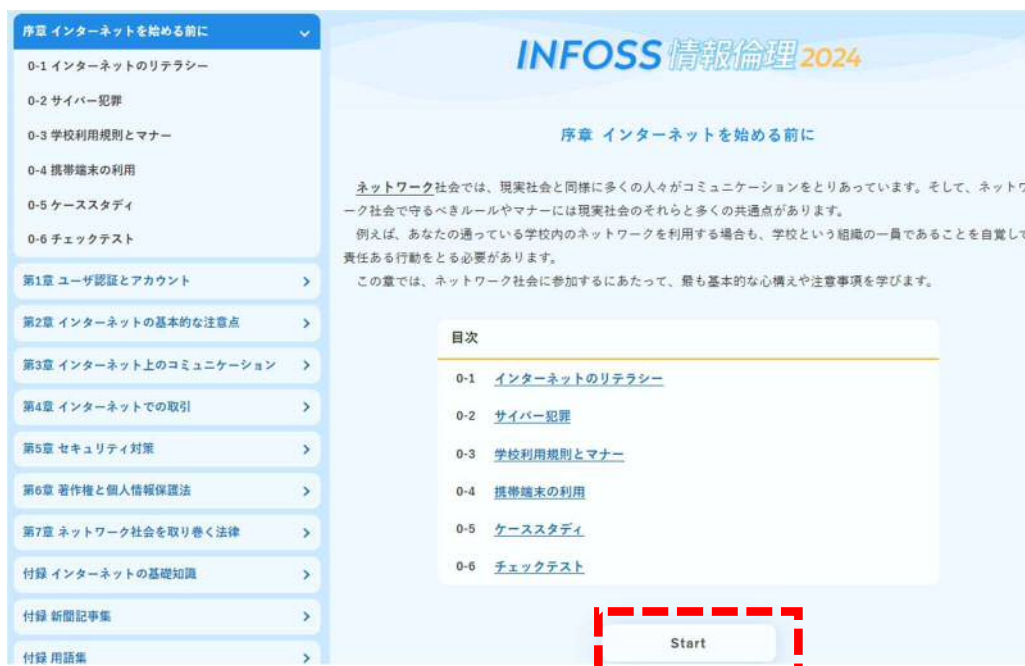 序章 インターネットを始める前に
0-1 インターネットのリテラシー
0-2 サイバー犯罪
0-3 学校利用規則とマナー
0-4 携帯端末の利用
0-5 ケーススタディ
0-6 チェックテスト
第1章 ユーザ認証とアカウント
第2章 インターネットの基本的な注意点
第3章 インターネット上のコミュニケーション
第4章 インターネットでの取引
第5章 セキュリティ対策
第6章 著作権と個人情報保護法
第7章 ネットワーク社会を取り巻く法律
付録 インターネットの基礎知識
付録 新聞記事集
付録 用語集
INFOSS 情報倫理 2024
序章 インターネットを始める前に
ネットワーク社会では、現実社会と同様に多くの人々がコミュニケーションをとりあっています。そして、ネットワ
ーク社会で守るべきルールやマナーには現実社会のそれらと多くの共通点があります。
例えば、あなたの通っている学校内のネットワークを利用する場合も、学校という組織の一員であることを自覚して
責任ある行動をとる必要があります。
この章では、ネットワーク社会に参加するにあたって、最も基本的な心構えや注意事項を学びます。
目次
0-1 インターネットのリテラシー
0-2 サイバー犯罪
0-3 学校利用規則とマナー
0-4 携帯端末の利用
0-5 ケーススタディ
0-6 チェックテスト
Start